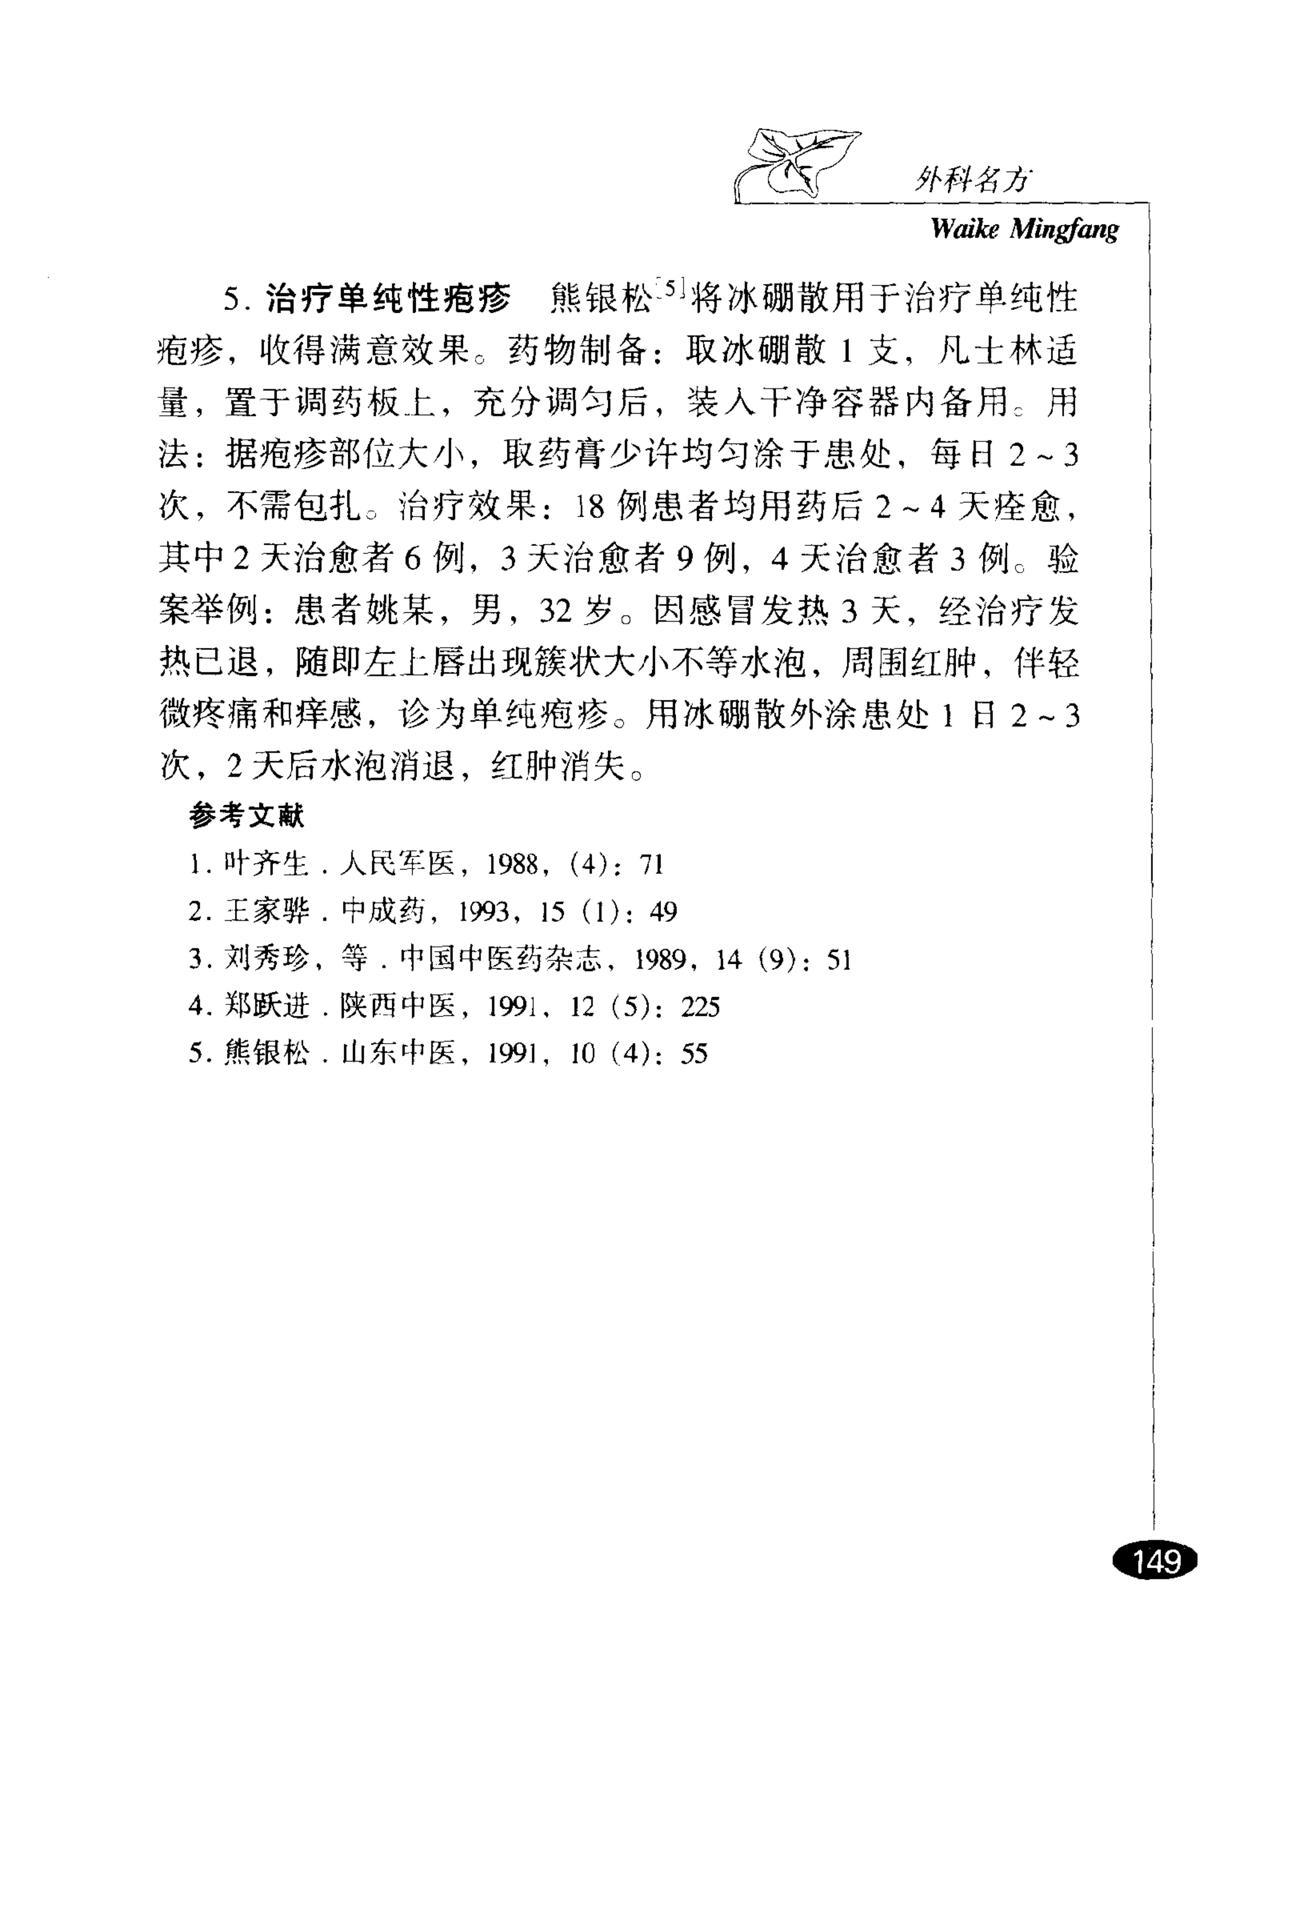 外科名方
Waike Mingfang
5. 治疗单纯性疱疹 熊银松[5]将冰硼散用于治疗单纯性
疱疹，收得满意效果。药物制备：取冰硼散 1 支，凡士林适
量，置于调药板上，充分调匀后，装入干净容器内备用。用
法：据疱疹部位大小，取药膏少许均匀涂于患处，每日 2～3
次，不需包扎。治疗效果：18 例患者均用药后 2～4 天痊愈，
其中 2 天治愈者 6 例，3 天治愈者 9 例，4 天治愈者 3 例。验
案举例：患者姚某，男，32 岁。因感冒发热 3 天，经治疗发
热已退，随即左上唇出现簇状大小不等水泡，周围红肿，伴轻
微疼痛和痒感，诊为单纯疱疹。用冰硼散外涂患处 1 日 2～3
次，2 天后水泡消退，红肿消失。
参考文献
1. 叶齐生．人民军医，1988，(4)：71
2. 王家骅．中成药，1993，15 (1)：49
3. 刘秀珍，等．中国中医药杂志，1989，14 (9)：51
4. 郑跃进．陕西中医，1991，12 (5)：225
5. 熊银松．山东中医，1991，10 (4)：55
149